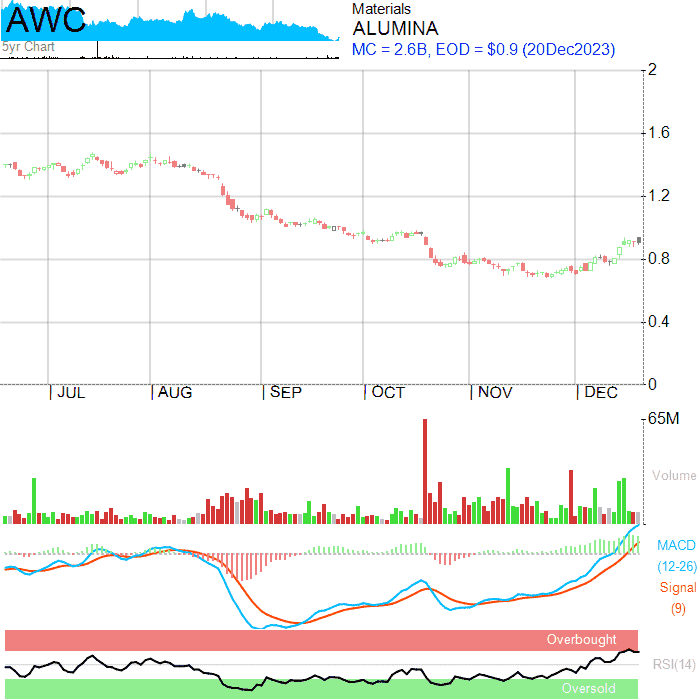 AWC
5yr Chart
Materials
ALUMINA
MC = 2.6B, EOD = $0.9 (20Dec2023)
2
1.6
1.2
0.8
0.4
0
JUL AUG SEP OCT NOV DEC
65M
Volume
MACD
(12-26)
Signal
(9)
Overbought
RSI(14)
Oversold